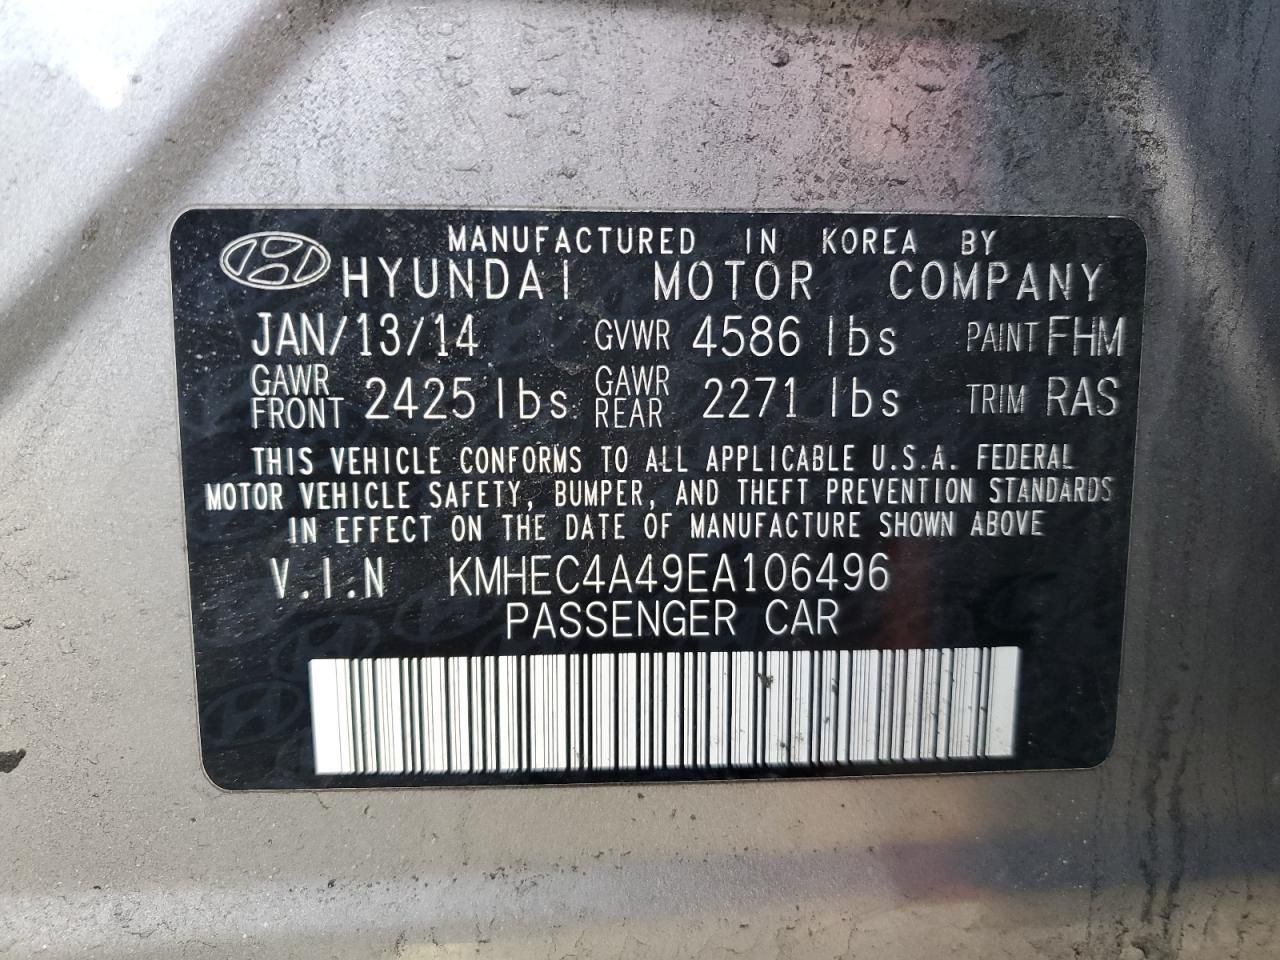 MANUFACTURED IN KOREA BY
HYUNDAI MOTOR COMPANY
JAN/13/14 GVWR 4586 lbs PAINT FHM
GAWR FRONT 2425 lbs. GAWR REAR 2271 lbs TRIM RAS
THIS VEHICLE CONFORMS TO ALL APPLICABLE U.S.A. FEDERAL
MOTOR VEHICLE SAFETY, BUMPER, AND THEFT PREVENTION STANDARDS
IN EFFECT ON THE DATE OF MANUFACTURE SHOWN ABOVE
V.I.N KMHEC4A49EA106496
PASSENGER CAR